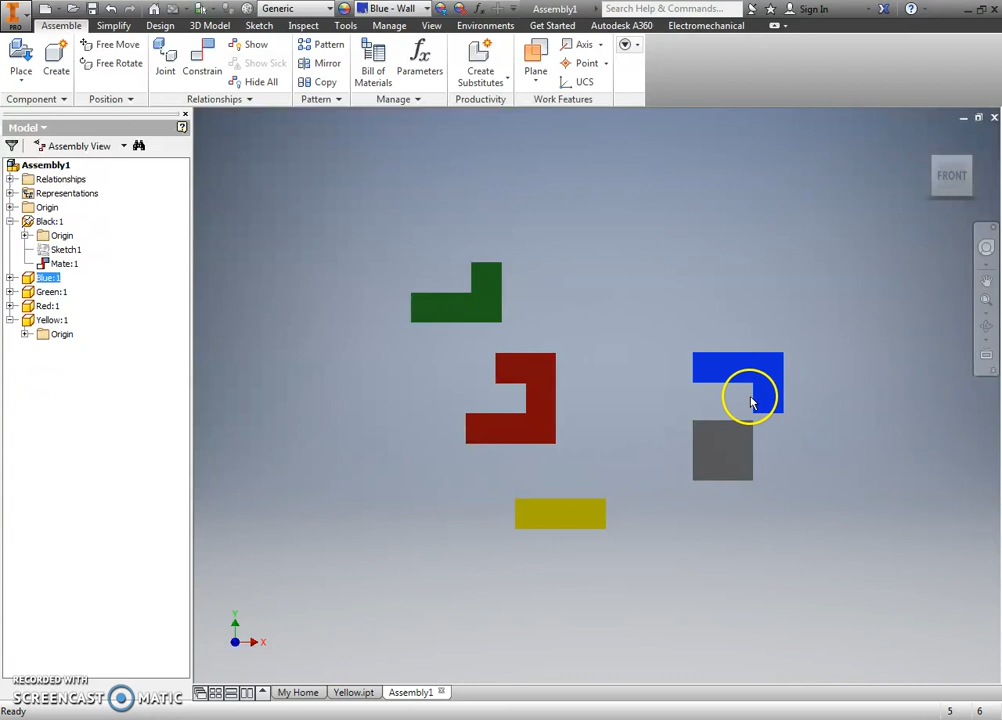 Generic
Blue - Wall
Assembly1
Search Help & Commands...
Sign In
PRO
Assemble Simplify Design 3D Model Sketch Inspect Tools Manage View Environments Get Started Autodesk A360 Electromechanical
Place
Create
Free Move
Free Rotate
Joint
Constrain
Show
Show Sick
Hide All
Pattern
Mirror
Copy
Bill of
Materials
Parameters
Create
Substitutes
Plane
Axis
Point
UCS
Component Position Relationships Pattern Manage Productivity Work Features
Model
Assembly View
Assembly1
Relationships
Representations
Origin
Black:1
Origin
Sketch1
Mate:1
Blue:1
Green:1
Red:1
Yellow:1
Origin
FRONT
Y
X
RECORDED WITH
SCREENCAST MATIC
My Home Yellow.ipt Assembly1
Ready
5 6